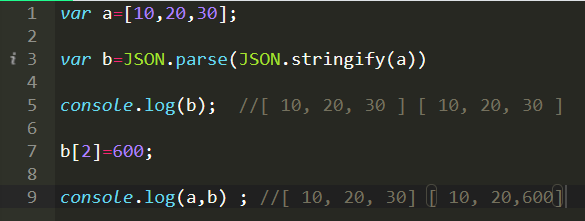 1 var a=[10,20,30];
2
i 3 var b=JSON.parse(JSON.stringify(a))
4
5 console.log(b);  //[ 10, 20, 30 ] [ 10, 20, 30 ]
6
7 b[2]=600;
8
9 console.log(a,b) ; //[ 10, 20, 30] [ 10, 20,600]